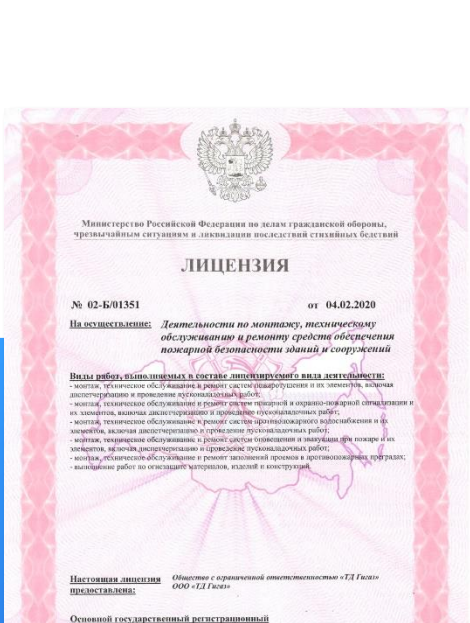 Министерство Российской Федерации по делам гражданской обороны,
чрезвычайным ситуациям и ликвидации последствий стихийных бедствий
ЛИЦЕНЗИЯ
№ 02-Б/01351 от 04.02.2020
На осуществление: Деятельности по монтажу, техническому
обслуживанию и ремонту средств обеспечения
пожарной безопасности зданий и сооружений
Виды работ, выполняемых в составе лицензируемого вида деятельности:
- монтаж, техническое обслуживание и ремонт систем пожаротушения и их элементов, включая
диспетчеризацию и проведение пусконаладочных работ;
- монтаж, техническое обслуживание и ремонт систем пожарной и охранно-пожарной сигнализации и
их элементов, включая диспетчеризацию и проведение пусконаладочных работ;
- монтаж, техническое обслуживание и ремонт систем противопожарного водоснабжения и их
элементов, включая диспетчеризацию и проведение пусконаладочных работ;
- монтаж, техническое обслуживание и ремонт систем оповещения и эвакуации при пожаре и их
элементов, включая диспетчеризацию и проведение пусконаладочных работ;
- монтаж, техническое обслуживание и ремонт заполнений проемов в противопожарных преградах;
- выполнение работ по огнезащите материалов, изделий и конструкций.
Настоящая лицензия Общество с ограниченной ответственностью «ТД Гигаз»
предоставлена: ООО «ТД Гигаз»
Основной государственный регистрационный